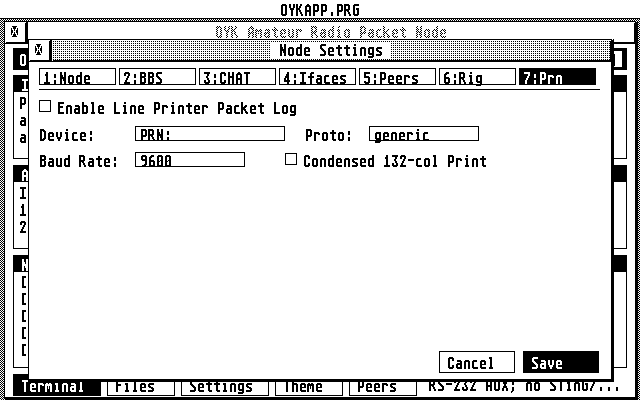 OYKAPP.PRG
OYK Amateur Radio Packet Node
Node Settings
1:Node 2:BBS 3:CHAT 4:Ifaces 5:Peers 6:Rig 7:Prn
Enable Line Printer Packet Log
Device: PRN: Proto: generic
Baud Rate: 9600 Condensed 132-col Print
Cancel Save
Terminal Files Settings Theme Peers RS-232 AUX; no STinG/...